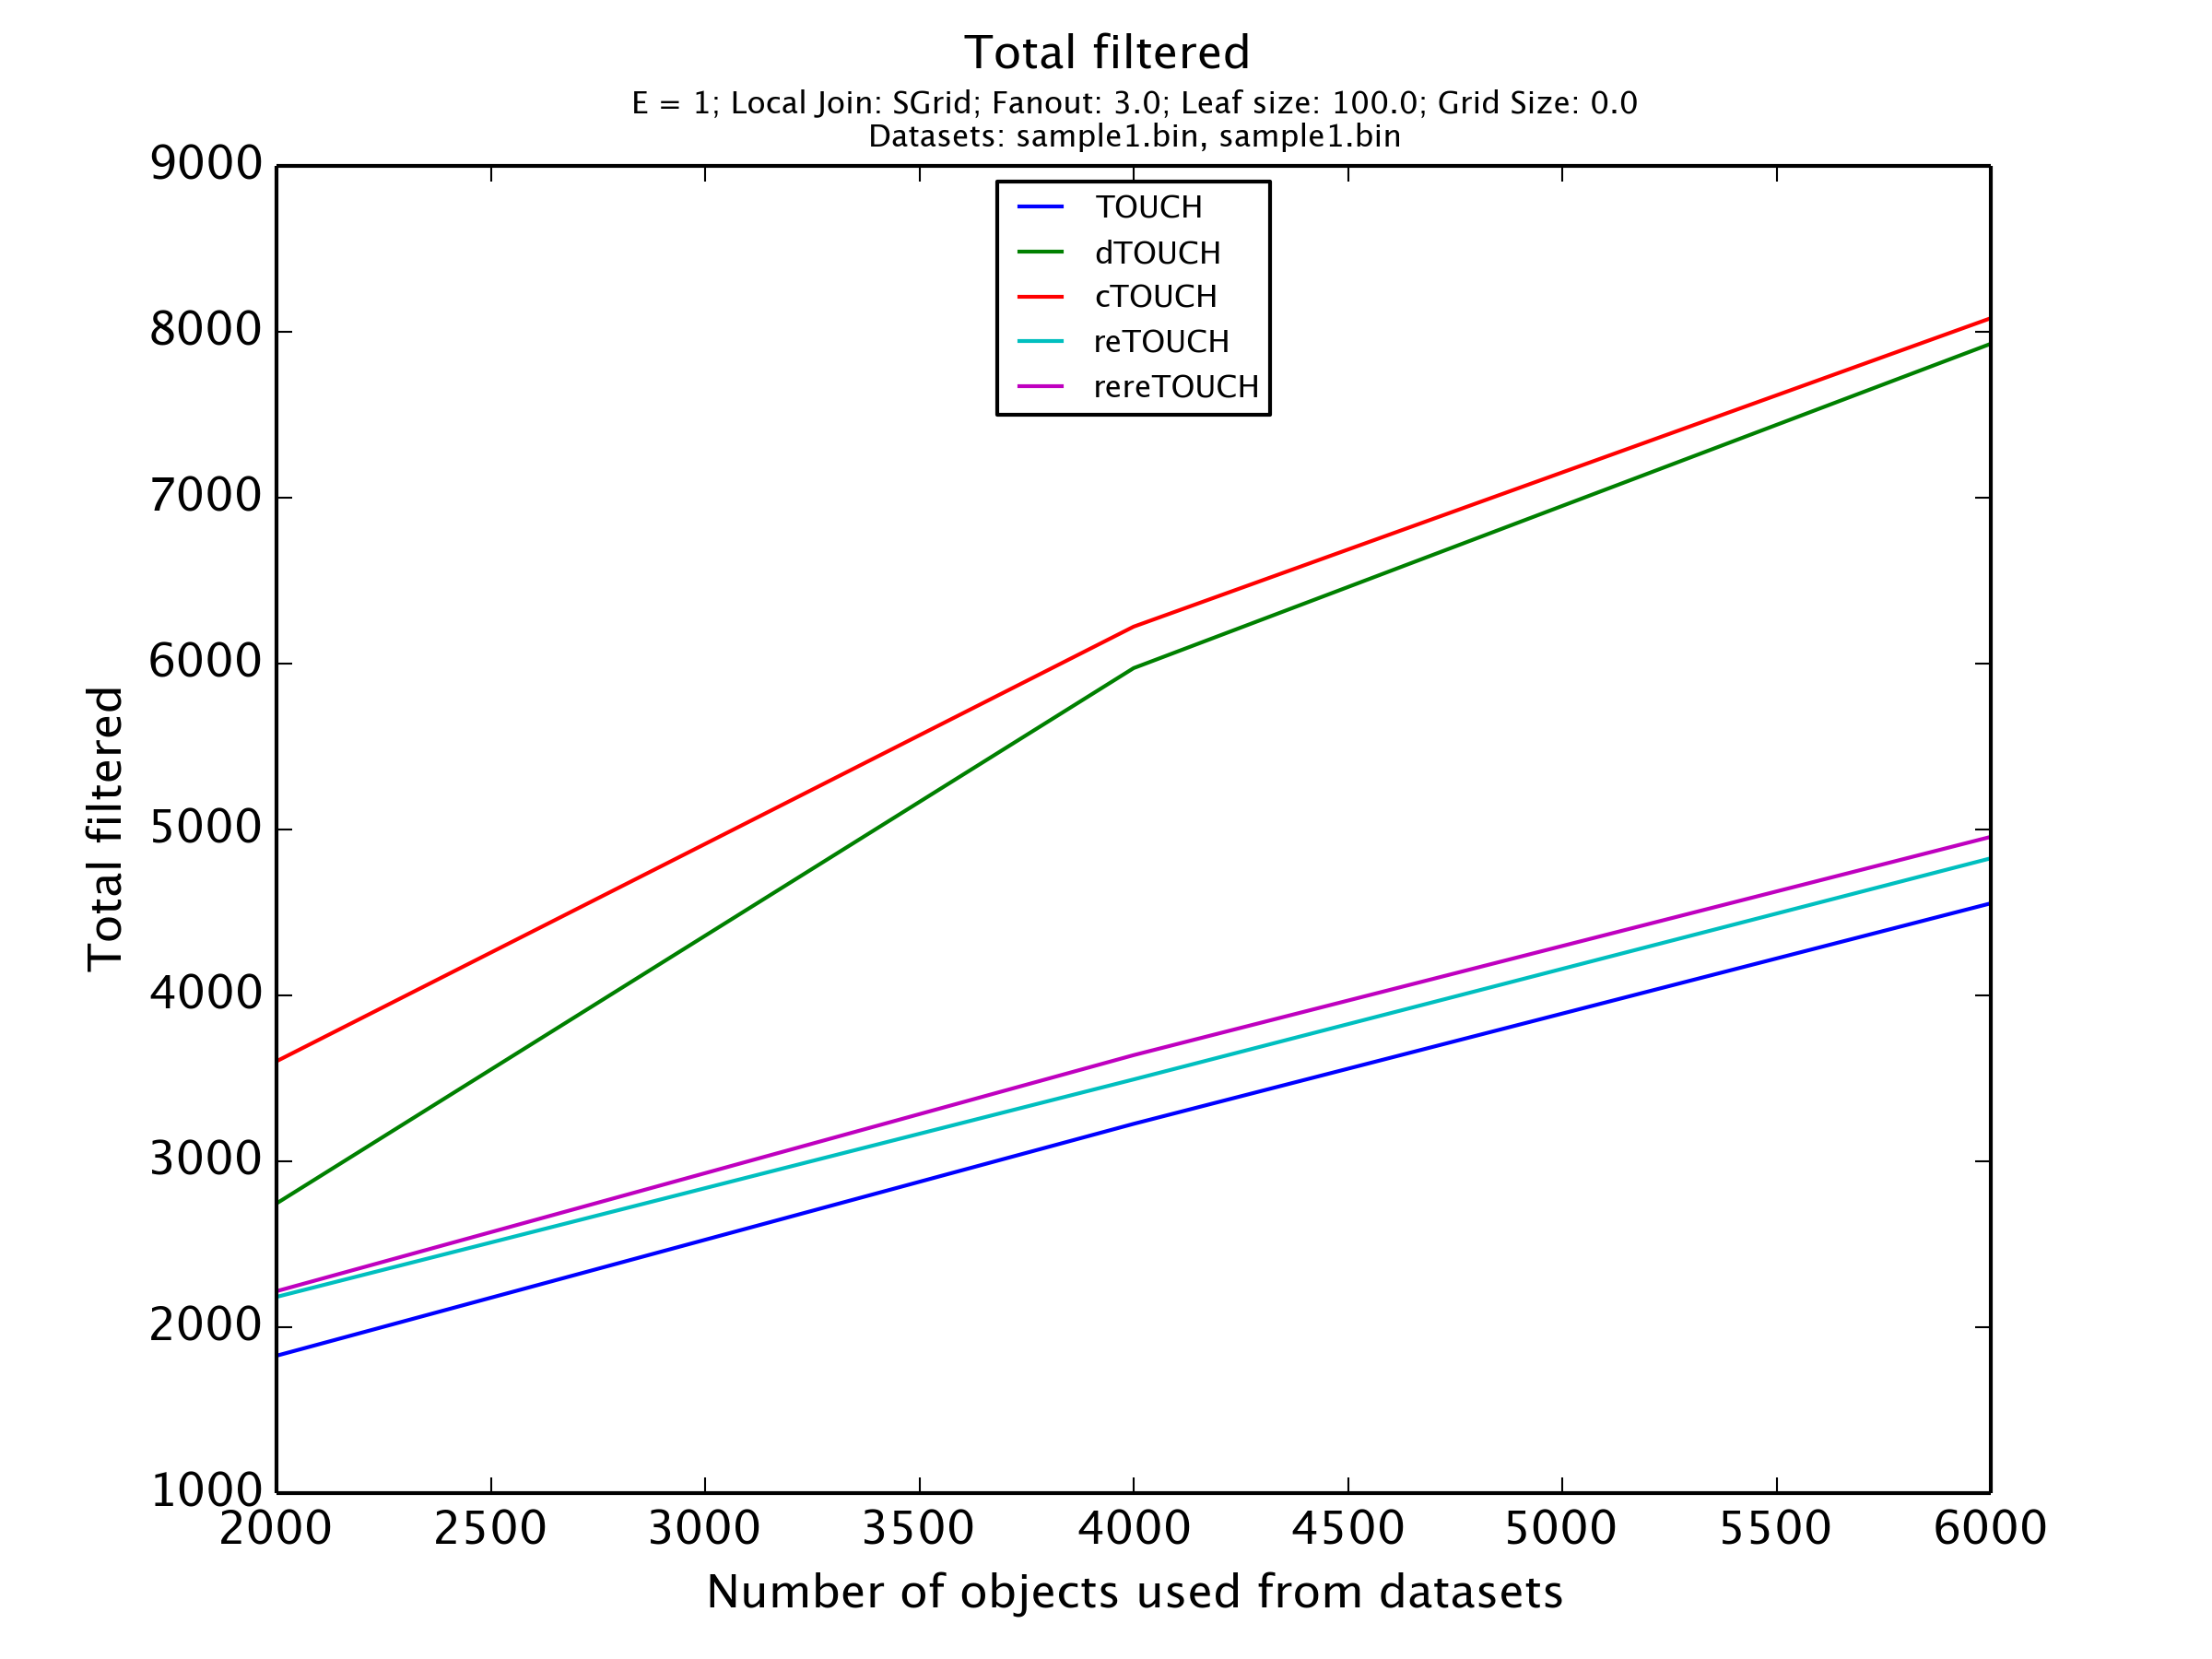 Total filtered
E = 1; Local Join: SGrid; Fanout: 3.0; Leaf size: 100.0; Grid Size: 0.0
Datasets: sample1.bin, sample1.bin
TOUCH
dTOUCH
cTOUCH
reTOUCH
rereTOUCH
9000
8000
7000
6000
5000
4000
3000
2000
1000
Total filtered
2000 2500 3000 3500 4000 4500 5000 5500 6000
Number of objects used from datasets